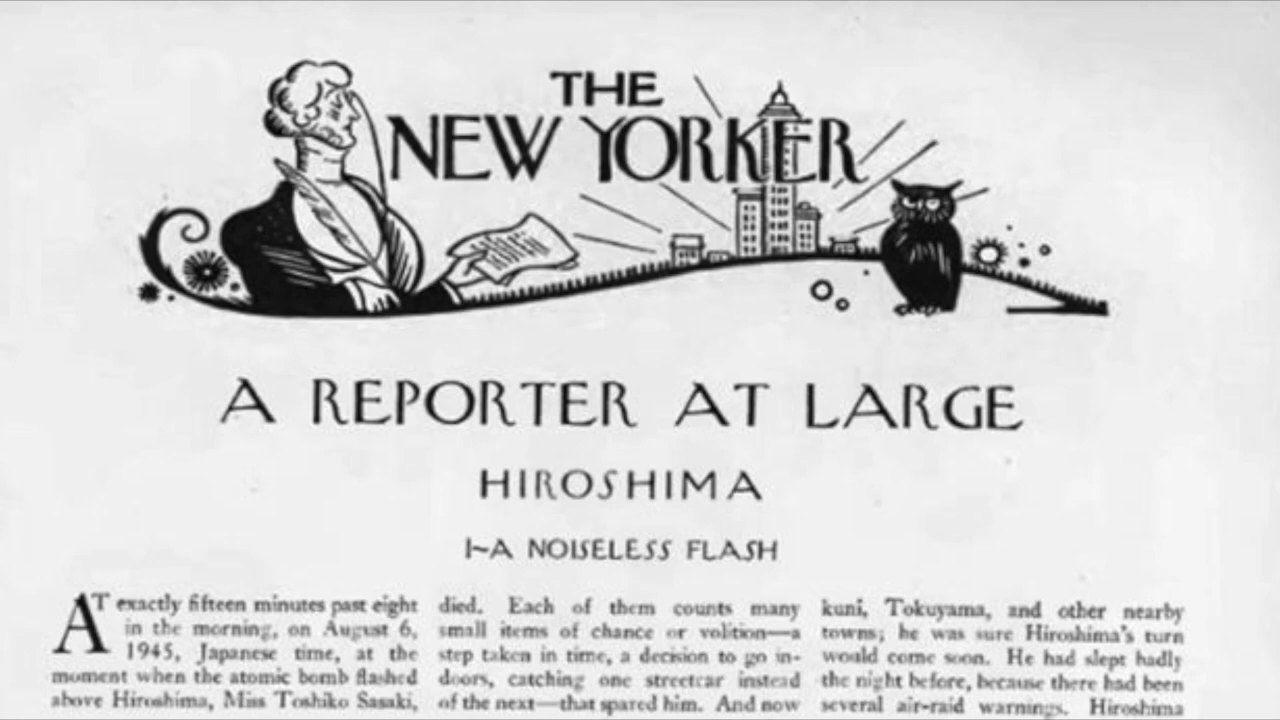 THE
NEW YORKER
A REPORTER AT LARGE
HIROSHIMA
I—A NOISELESS FLASH
AT exactly fifteen minutes past eight
in the morning, on August 6,
1945, Japanese time, at the
moment when the atomic bomb flashed
above Hiroshima, Miss Toshiko Sasaki,
died. Each of them counts many
small items of chance or volition—a
step taken in time, a decision to go in-
doors, catching one streetcar instead
of the next—that spared him. And now
kuni, Tokuyama, and other nearby
towns; he was sure Hiroshima's turn
would come soon. He had slept badly
the night before, because there had been
several air-raid warnings. Hiroshima